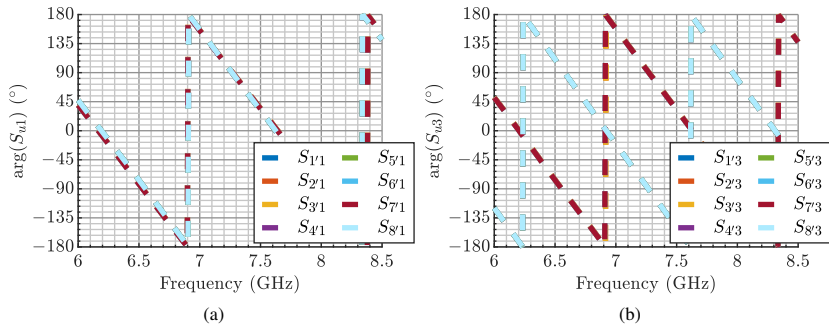 180
135
90
45
0
−45
−90
−135
−180
arg(S_{u1}) (°)
6 6.5 7 7.5 8 8.5
Frequency (GHz)
S_{1′1} S_{5′1}
S_{2′1} S_{6′1}
S_{3′1} S_{7′1}
S_{4′1} S_{8′1}
(a)
180
135
90
45
0
−45
−90
−135
−180
arg(S_{u3}) (°)
6 6.5 7 7.5 8 8.5
Frequency (GHz)
S_{1′3} S_{5′3}
S_{2′3} S_{6′3}
S_{3′3} S_{7′3}
S_{4′3} S_{8′3}
(b)